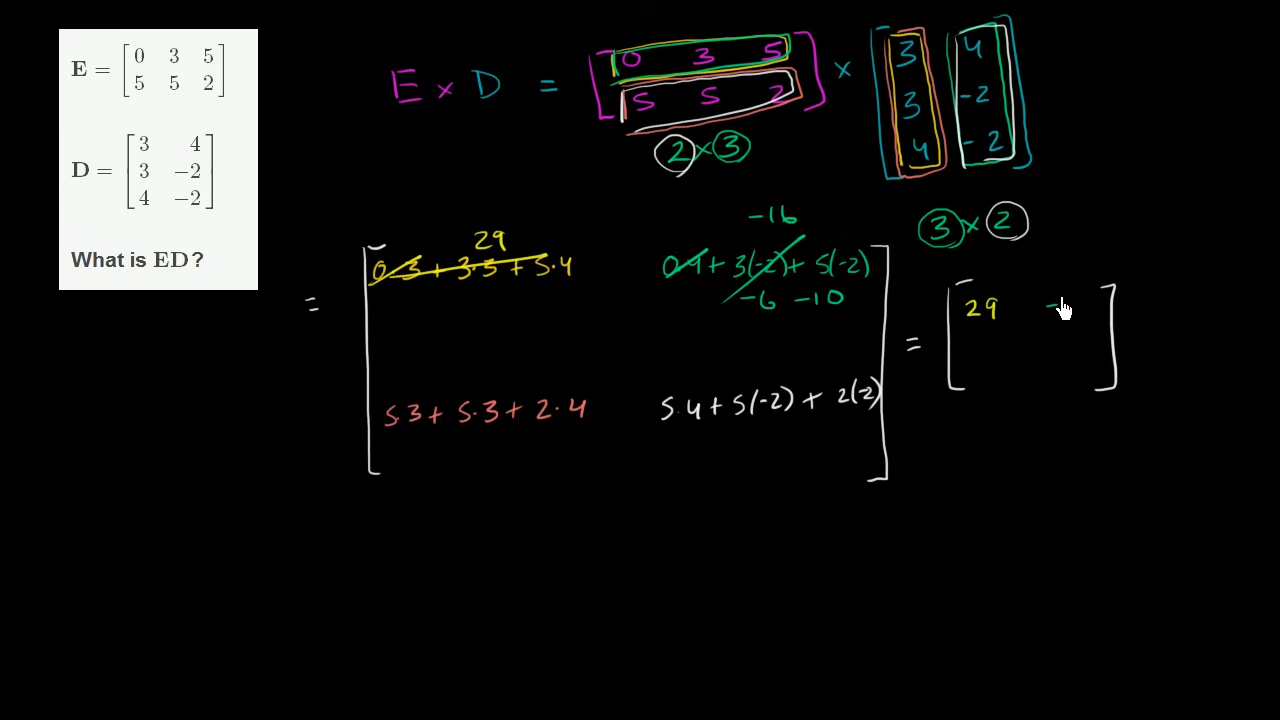 E = [ 0 3 5
5 5 2 ]
D = [ 3 4
3 -2
4 -2 ]
What is ED?
E × D = [ 0 3 5 ] × [ 3 4 ]
5 5 2 3 -2
4 -2
2 × 3
3 × 2
29 -16
0·3 + 3·3 + 5·4 0·4 + 3(-2) + 5(-2)
-6 -10
= = [ 29 - ]
5·3 + 5·3 + 2·4 5·4 + 5(-2) + 2(-2)